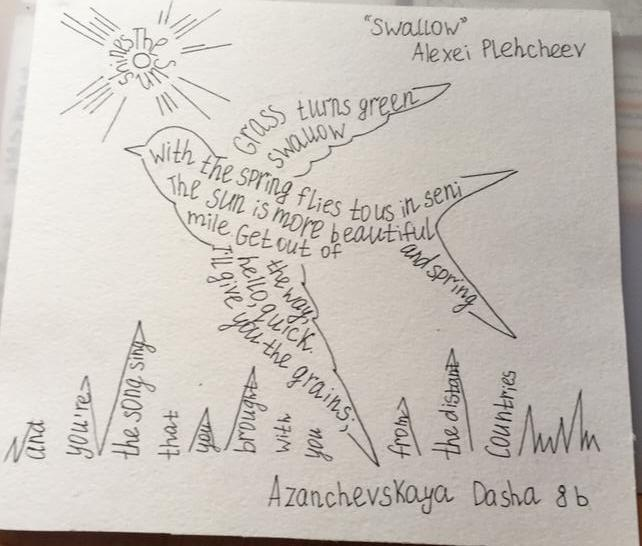 "Swallow"
Alexei Plehcheev
The
Sun
shines
Grass turns green
swallow
with the spring flies to us in seni
The sun is more beautiful
and spring
mile. Get out of
the way,
hello, quick.
I'll give you the grains;
and
you're
the song sing
that
you
brought
with
you
from
the distant
countries
Azanchevskaya Dasha 8b